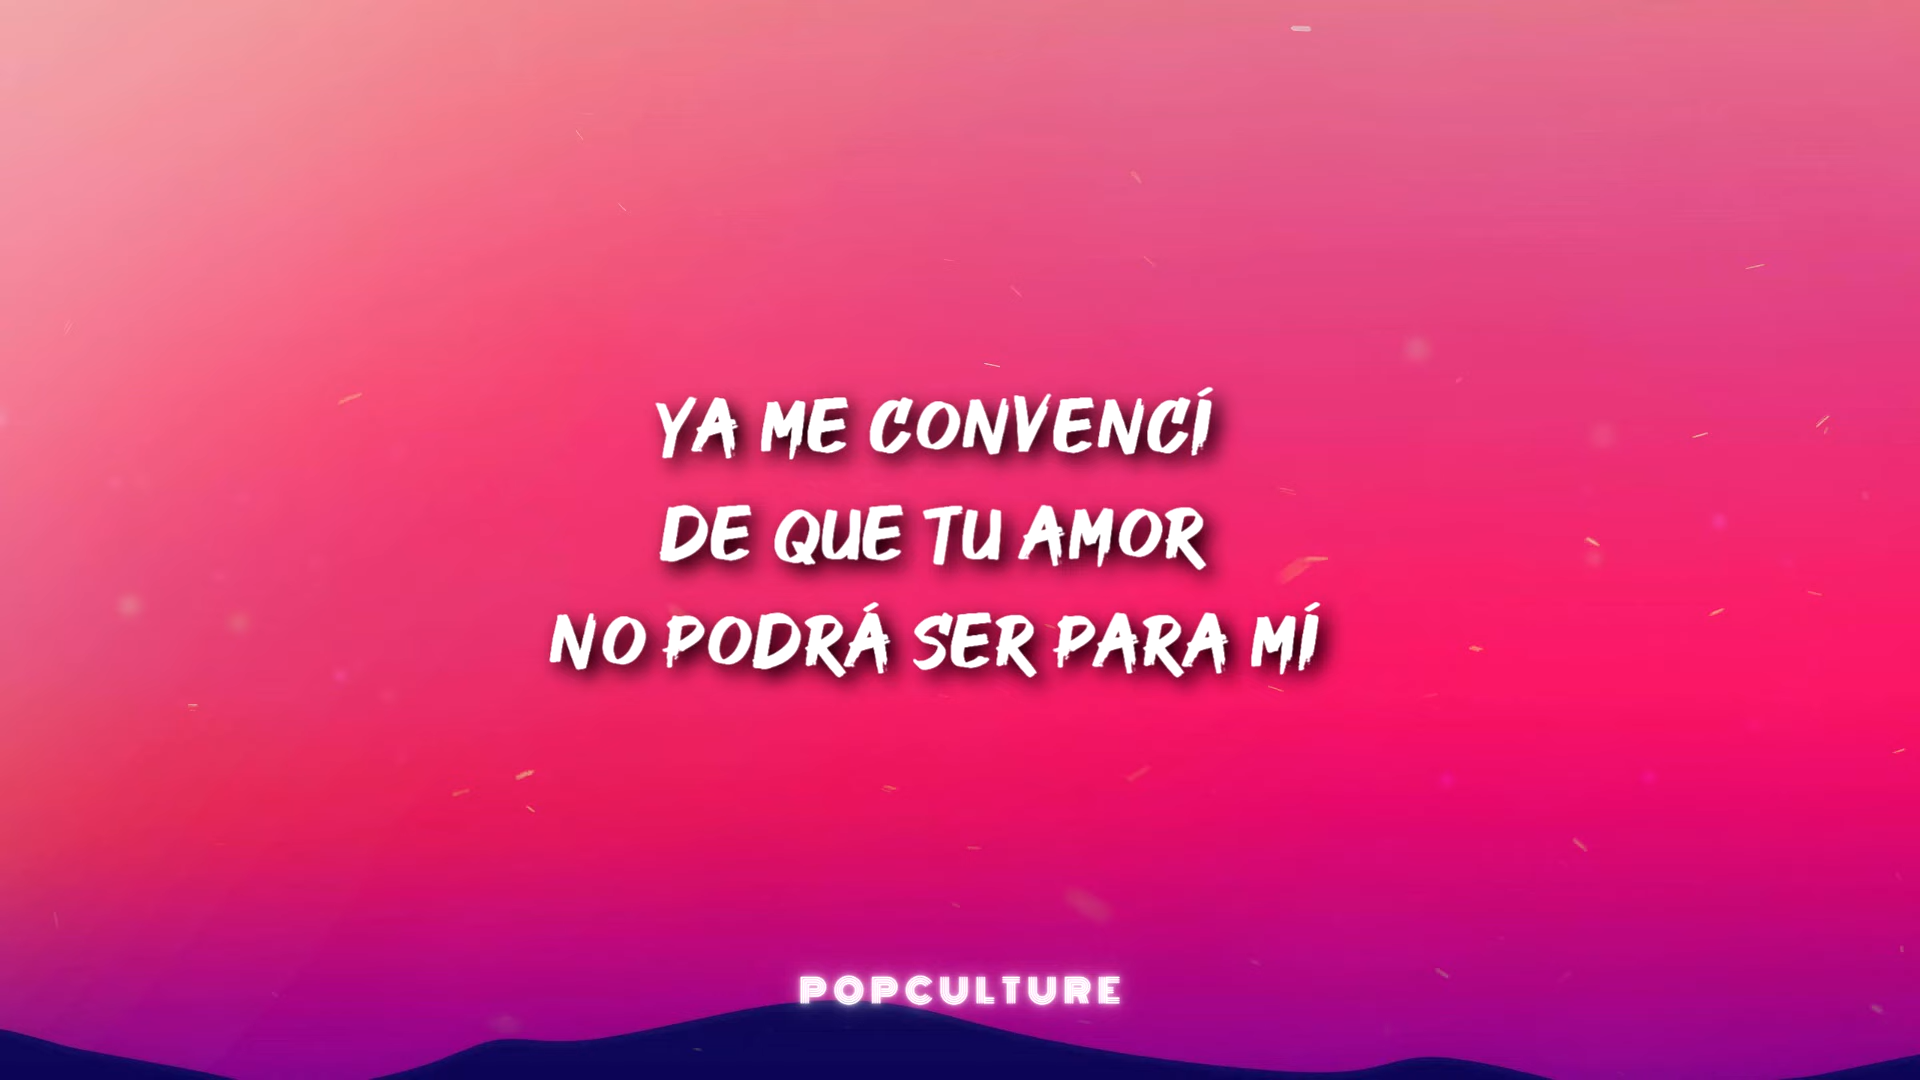 YA ME CONVENCÍ
DE QUE TU AMOR
NO PODRÁ SER PARA MÍ
POPCULTURE